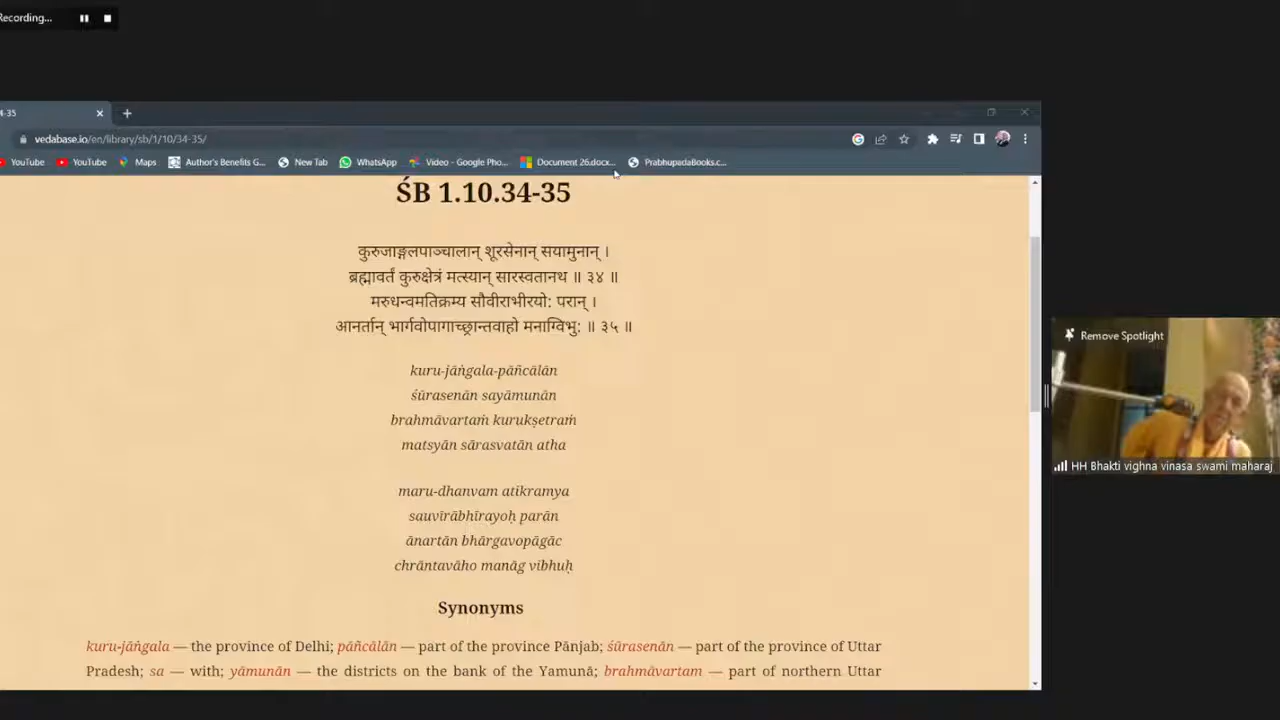 Recording...
4-35
vedabase.io/en/library/sb/1/10/34-35/
YouTube YouTube Maps Author's Benefits G... New Tab WhatsApp Video - Google Pho... Document 26.docx... PrabhupadaBooks.c...
ŚB 1.10.34-35
कुरुजाङ्गलपाञ्चालान् शूरसेनान् सयामुनान् ।
ब्रह्मावर्तं कुरुक्षेत्रं मत्स्यान् सारस्वतानथ ॥ ३४ ॥
मरुधन्वमतिक्रम्य सौवीराभीरयो: परान् ।
आनर्तान् भार्गवोपागाच्छ्रान्तवाहो मनाग्विभु: ॥ ३५ ॥
kuru-jāṅgala-pāñcālān
śūrasenān sayāmunān
brahmāvartaṁ kurukṣetraṁ
matsyān sārasvatān atha
maru-dhanvam atikramya
sauvīrābhīrayoḥ parān
ānartān bhārgavopāgāc
chrāntavāho manāg vibhuḥ
Synonyms
kuru-jāṅgala — the province of Delhi; pāñcālān — part of the province Pānjab; śūrasenān — part of the province of Uttar
Pradesh; sa — with; yāmunān — the districts on the bank of the Yamunā; brahmāvartam — part of northern Uttar
Remove Spotlight
HH Bhakti vighna vinasa swami maharaj